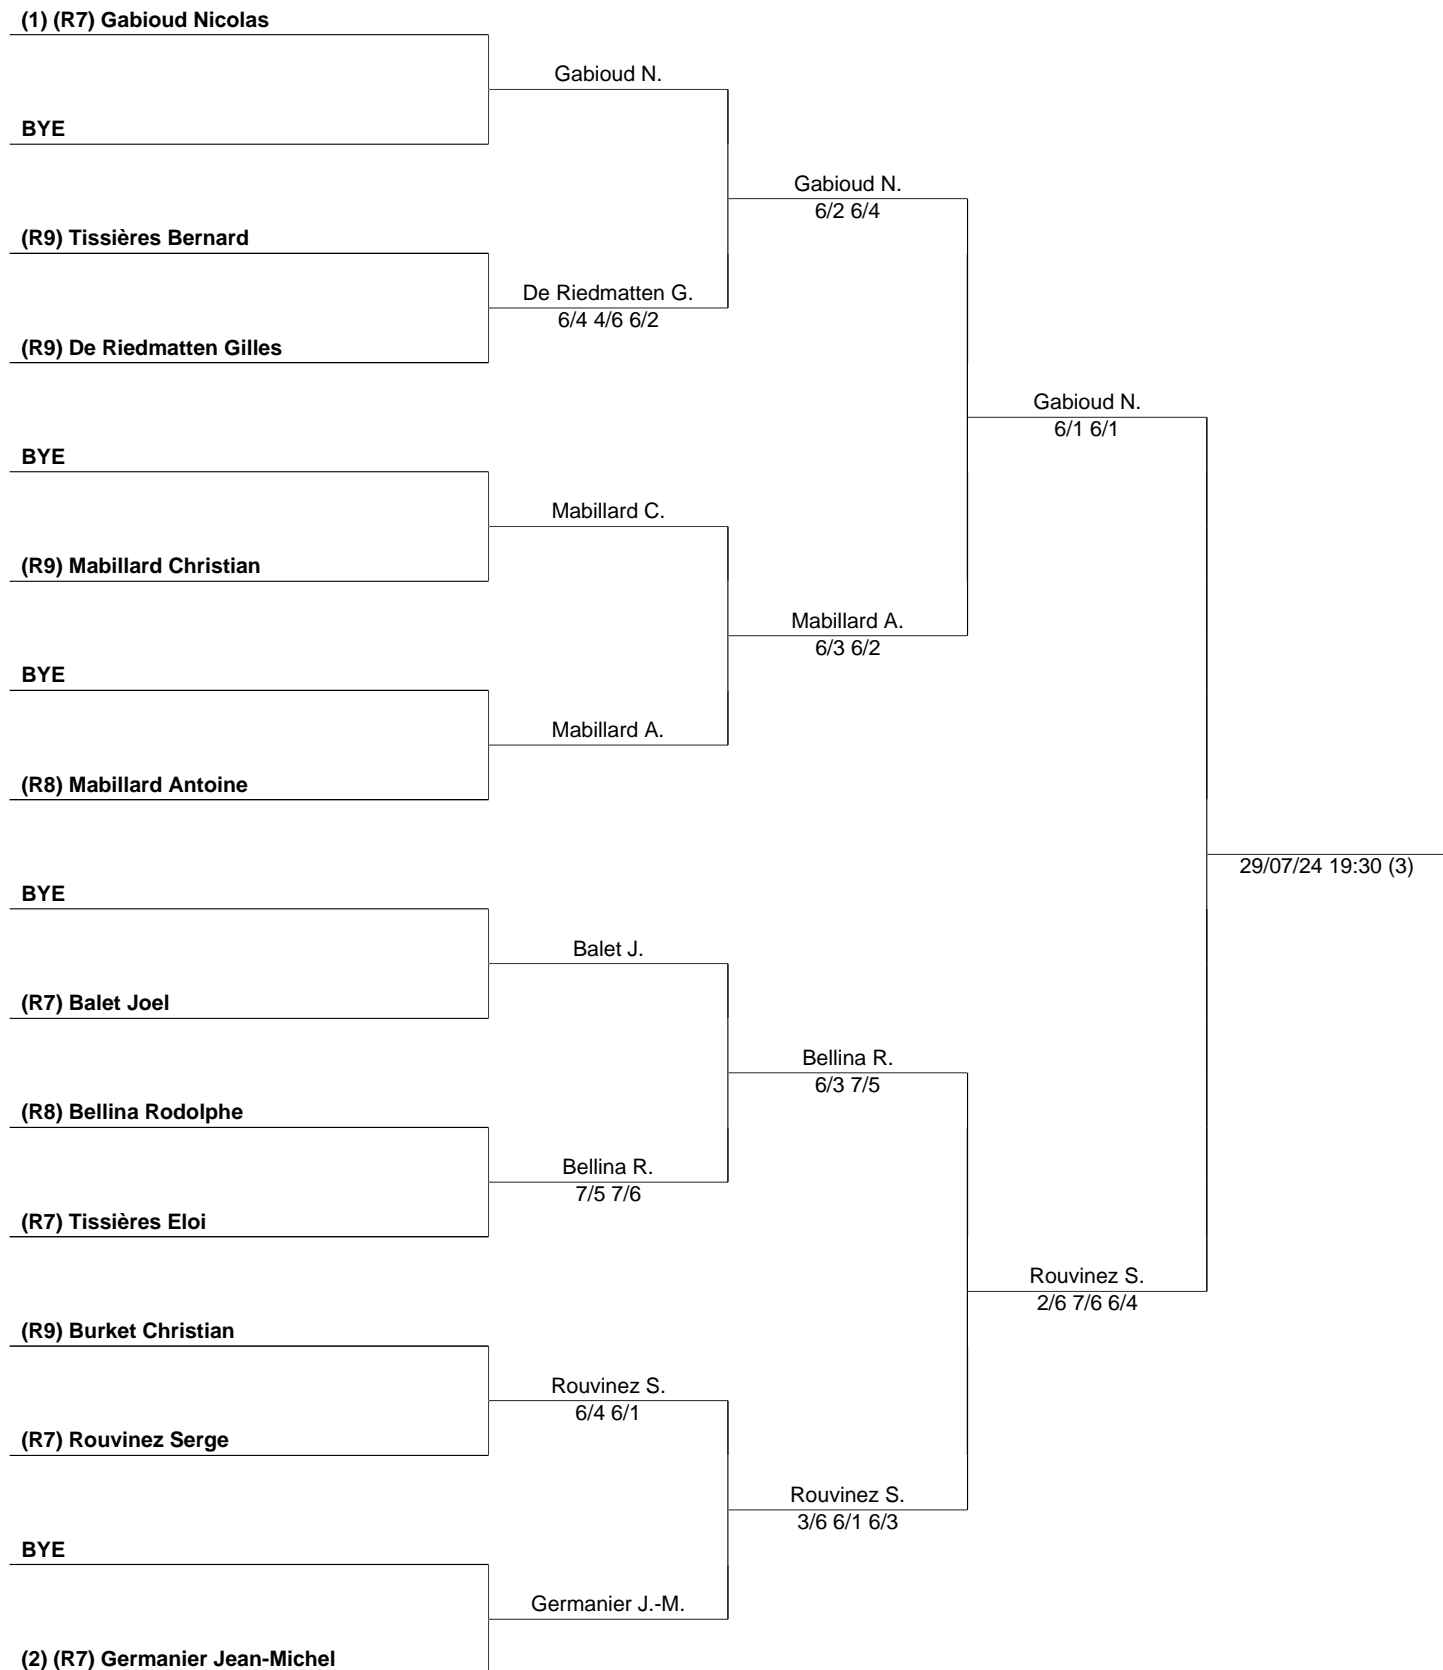 (1) (R7) Gabioud Nicolas
Gabioud N.
BYE
Gabioud N.
6/2 6/4
(R9) Tissières Bernard
De Riedmatten G.
6/4 4/6 6/2
(R9) De Riedmatten Gilles
Gabioud N.
6/1 6/1
BYE
Mabillard C.
(R9) Mabillard Christian
Mabillard A.
6/3 6/2
BYE
Mabillard A.
(R8) Mabillard Antoine
29/07/24 19:30 (3)
BYE
Balet J.
(R7) Balet Joel
Bellina R.
6/3 7/5
(R8) Bellina Rodolphe
Bellina R.
7/5 7/6
(R7) Tissières Eloi
Rouvinez S.
2/6 7/6 6/4
(R9) Burket Christian
Rouvinez S.
6/4 6/1
(R7) Rouvinez Serge
Rouvinez S.
3/6 6/1 6/3
BYE
Germanier J.-M.
(2) (R7) Germanier Jean-Michel